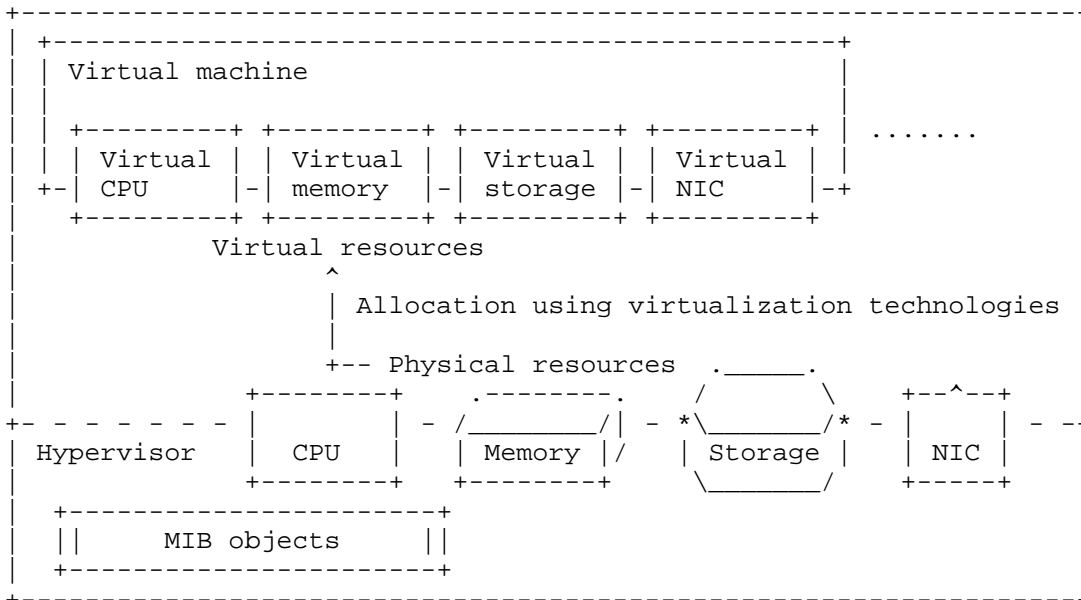 Virtual machine
.......
Virtual Virtual Virtual Virtual
CPU memory storage NIC
Virtual resources
Allocation using virtualization technologies
Physical resources
Hypervisor CPU Memory Storage NIC
MIB objects